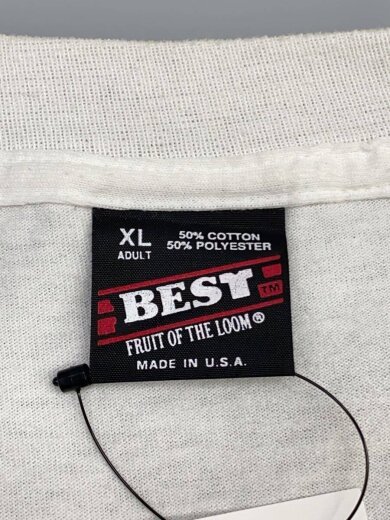 XL
ADULT
50% COTTON
50% POLYESTER
BEST TM
FRUIT OF THE LOOM®
MADE IN U.S.A.